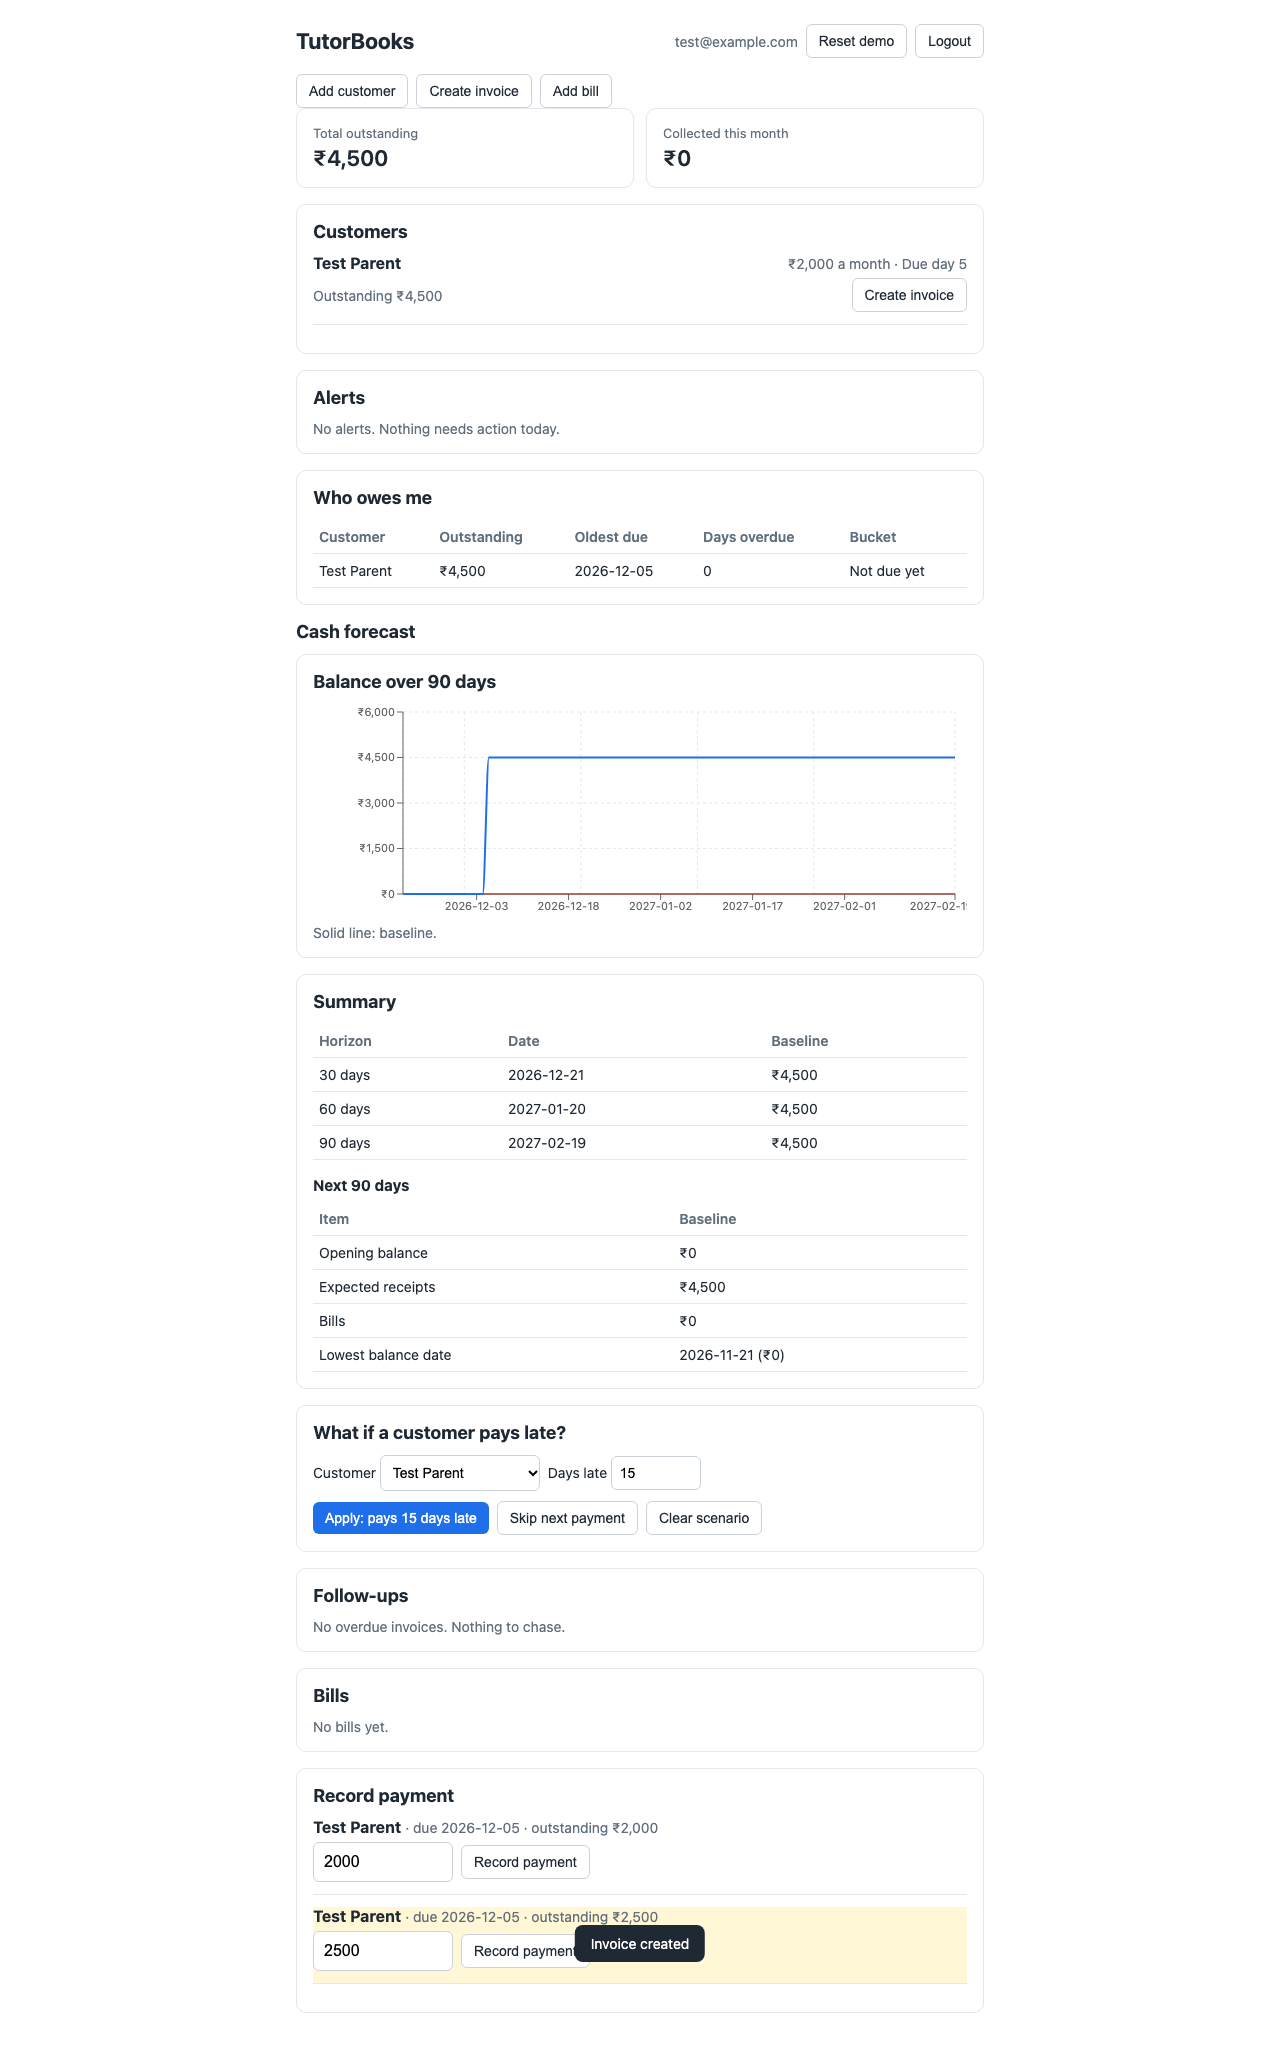 TutorBooks
test@example.com Reset demo Logout
Add customer Create invoice Add bill
Total outstanding
₹4,500
Collected this month
₹0
Customers
Test Parent ₹2,000 a month · Due day 5
Outstanding ₹4,500 Create invoice
Alerts
No alerts. Nothing needs action today.
Who owes me
Customer Outstanding Oldest due Days overdue Bucket
Test Parent ₹4,500 2026-12-05 0 Not due yet
Cash forecast
Balance over 90 days
₹6,000
₹4,500
₹3,000
₹1,500
₹0
2026-12-03 2026-12-18 2027-01-02 2027-01-17 2027-02-01
Solid line: baseline.
Summary
Horizon Date Baseline
30 days 2026-12-21 ₹4,500
60 days 2027-01-20 ₹4,500
90 days 2027-02-19 ₹4,500
Next 90 days
Item Baseline
Opening balance ₹0
Expected receipts ₹4,500
Bills ₹0
Lowest balance date 2026-11-21 (₹0)
What if a customer pays late?
Customer Test Parent Days late 15
Apply: pays 15 days late Skip next payment Clear scenario
Follow-ups
No overdue invoices. Nothing to chase.
Bills
No bills yet.
Record payment
Test Parent · due 2026-12-05 · outstanding ₹2,000
2000 Record payment
Test Parent · due 2026-12-05 · outstanding ₹2,500
2500 Record payment Invoice created